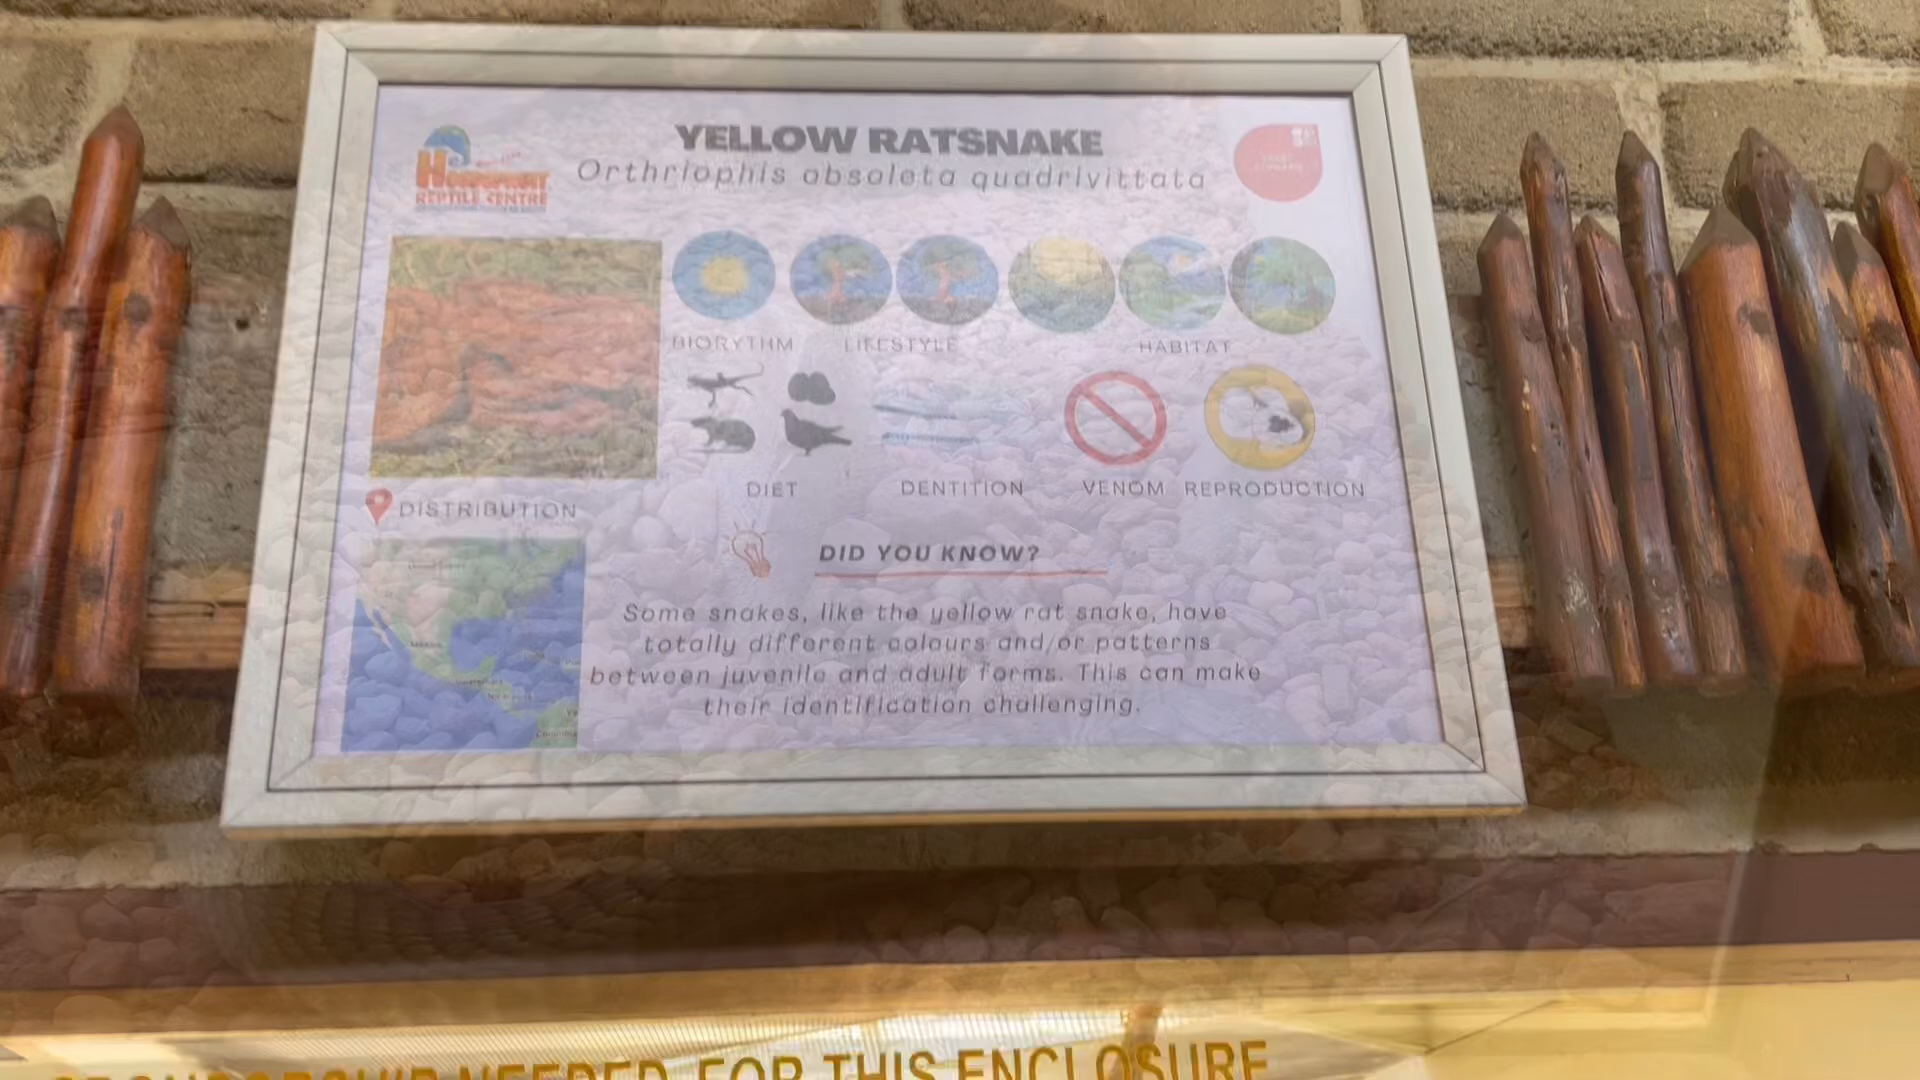 YELLOW RATSNAKE
Orthriophis obsoleta quadrivittata
REPTILE CENTRE
BIORYTHM LIFESTYLE HABITAT
DIET DENTITION VENOM REPRODUCTION
DISTRIBUTION
DID YOU KNOW?
Some snakes, like the yellow rat snake, have
totally different colours and/or patterns
between juvenile and adult forms. This can make
their identification challenging.
Mexico
NEEDED FOR THIS ENCLOSURE